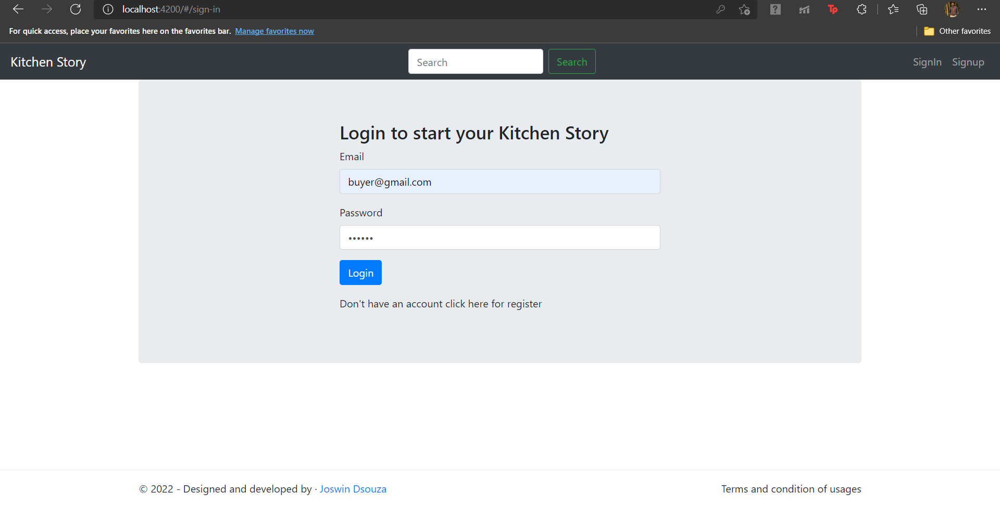 localhost:4200/#/sign-in
For quick access, place your favorites here on the favorites bar. Manage favorites now
Other favorites
Kitchen Story
Search
Search
SignIn
Signup
Login to start your Kitchen Story
Email
buyer@gmail.com
Password
••••••
Login
Don't have an account click here for register
© 2022 - Designed and developed by · Joswin Dsouza
Terms and condition of usages